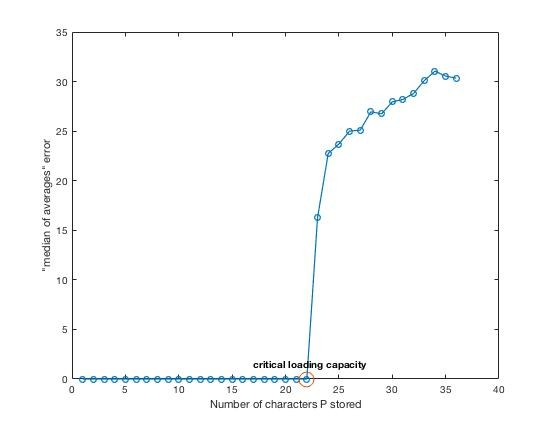 35
30
25
20
15
10
5
0
"median of averages" error
critical loading capacity
0 5 10 15 20 25 30 35 40
Number of characters P stored